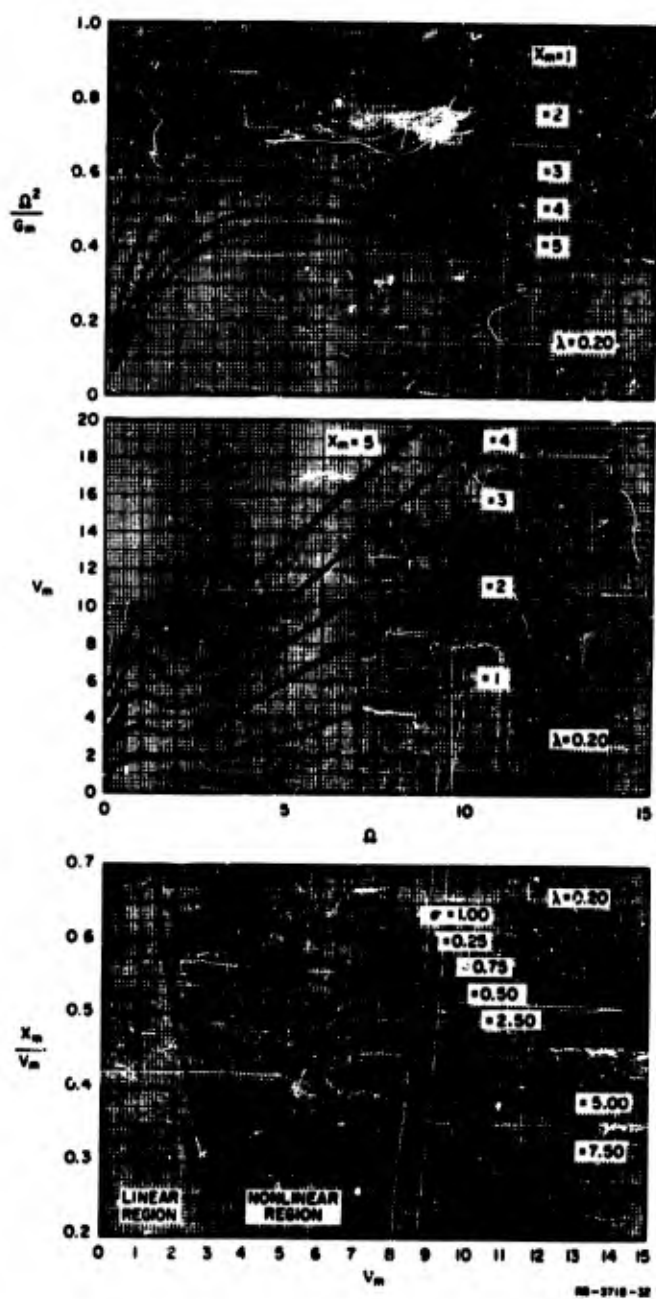 1.0
Xm=1
0.8
=2
0.6
=3
Ω²
Gm
=4
0.4
=5
0.2
λ=0.20
0
20
Xm=5
=4
18
16
=3
14
12
Vm
10
=2
8
6
=1
4
2
λ=0.20
0
0 5 10 15
Ω
0.7
λ=0.20
σ=1.00
0.6
=0.25
=0.75
0.5
=0.50
=2.50
Xm
Vm
0.4
=5.00
0.3
=7.50
LINEAR NONLINEAR
REGION REGION
0.2
0 1 2 3 4 5 6 7 8 9 10 11 12 13 14 15
Vm
RB-3718-32